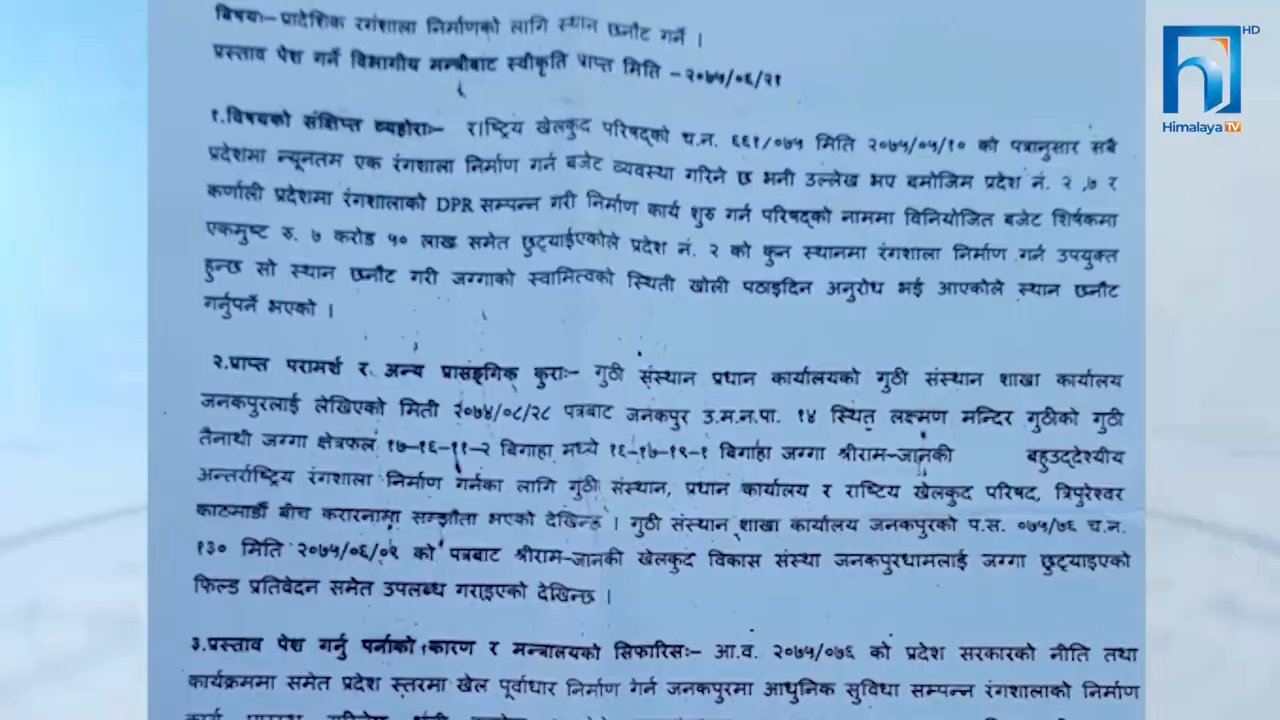 विषयः– प्रादेशिक रंगशाला निर्माणको लागि स्थान छनौट गर्ने ।
प्रस्ताव पेश गर्ने विभागीय मन्त्रीबाट स्वीकृति प्राप्त मिति –२०७५/०६/२१
१.विषयको संक्षिप्त व्यहोराः– राष्ट्रिय खेलकुद परिषद्को च.न. ६६१/०७५ मिति २०७५/०५/१० को पत्रानुसार सबै
प्रदेशमा न्यूनतम एक रंगशाला निर्माण गर्न बजेट व्यवस्था गरिने छ भनी उल्लेख भए बमोजिम प्रदेश नं. २ ,७ र
कर्णाली प्रदेशमा रंगशालाको DPR सम्पन्न गरी निर्माण कार्य शुरु गर्न परिषद्को नाममा विनियोजित बजेट शिर्षकमा
एकमुष्ट रु. ७ करोड ५० लाख समेत छुट्याईएकोले प्रदेश नं. २ को कुन स्थानमा रंगशाला निर्माण गर्न उपयुक्त
हुन्छ सो स्थान छनौट गरी जग्गाको स्वामित्वको स्थिती खोली पठाइदिन अनुरोध भई आएकोले स्थान छनौट
गर्नुपर्ने भएको ।
२.प्राप्त परामर्श र अन्य प्रासङ्गिक कुराः– गुठी संस्थान प्रधान कार्यालयको गुठी संस्थान शाखा कार्यालय
जनकपुरलाई लेखिएको मिती २०७४/०८/२८ पत्रबाट जनकपुर उ.म.न.पा. १४ स्थित लक्ष्मण मन्दिर गुठीको गुठी
तैनाथी जग्गा क्षेत्रफल १७–१६–११–२ बिगाहा मध्ये १६–१७–१९–१ बिगाहा जग्गा श्रीराम–जानकी बहुउद्देश्यीय
अन्तर्राष्ट्रिय रंगशाला निर्माण गर्नका लागि गुठी संस्थान, प्रधान कार्यालय र राष्टिय खेलकुद परिषद, त्रिपुरेश्वर
काठमाडौं बीच करारनामा सम्झौता भएको देखिन्छ । गुठी संस्थान शाखा कार्यालय जनकपुरको प.स. ०७५/७६ च.न.
१३० मिति २०७५/०६/०२ को पत्रबाट श्रीराम–जानकी खेलकुद विकास संस्था जनकपुरधामलाई जग्गा छुट्याइएको
फिल्ड प्रतिवेदन समेत उपलब्ध गराइएको देखिन्छ ।
३.प्रस्ताव पेश गर्नु पर्नाको कारण र मन्त्रालयको सिफारिसः– आ.व. २०७५/०७६ को प्रदेश सरकारको नीति तथा
कार्यक्रममा समेत प्रदेश स्तरमा खेल पूर्वाधार निर्माण गर्न जनकपुरमा आधुनिक सुविधा सम्पन्न रंगशालाको निर्माण
HD
Himalaya TV